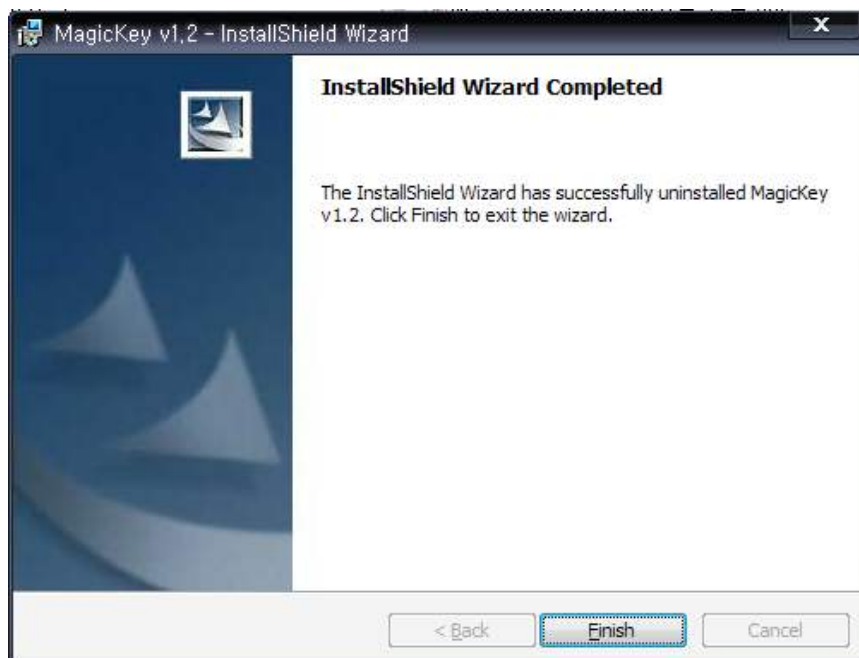 MagicKey v1,2 - InstallShield Wizard
X
InstallShield Wizard Completed
The InstallShield Wizard has successfully uninstalled MagicKey
v1.2. Click Finish to exit the wizard.
< Back
Finish
Cancel